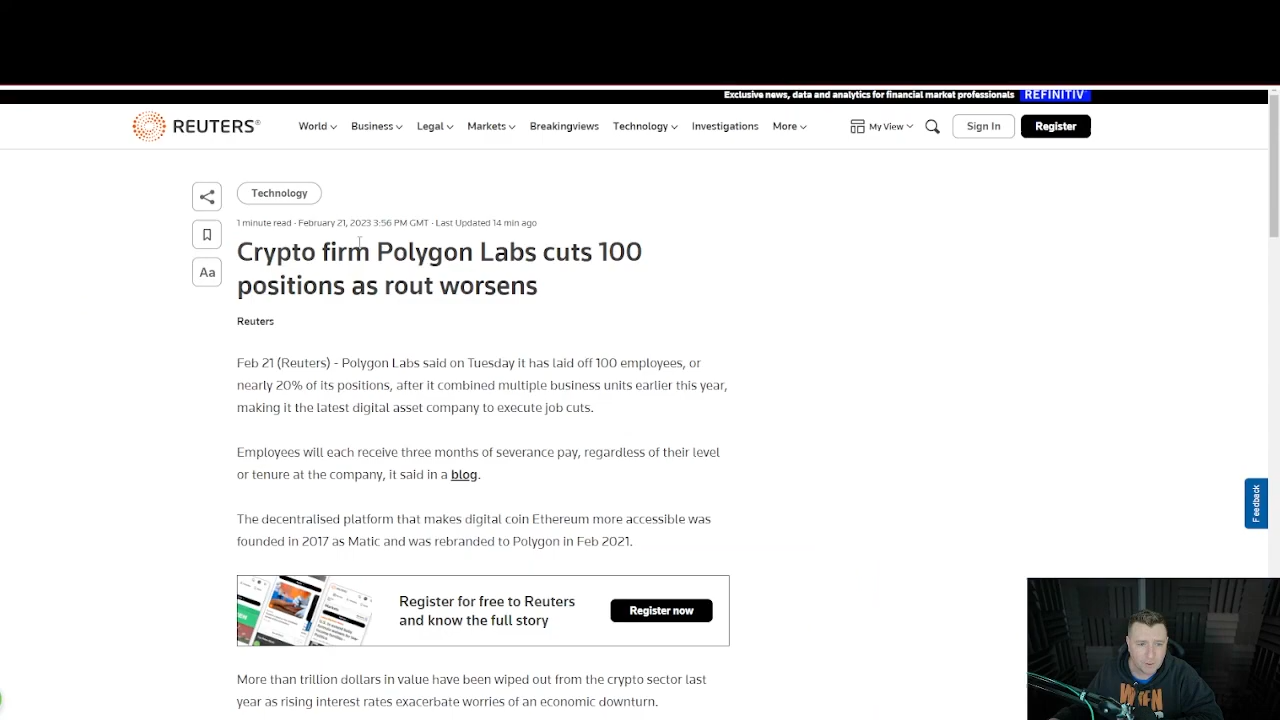 Exclusive news, data and analytics for financial market professionals REFINITIV
REUTERS® World Business Legal Markets Breakingviews Technology Investigations More My View Sign In Register
Technology
1 minute read · February 21, 2023 3:56 PM GMT · Last Updated 14 min ago
Aa
Crypto firm Polygon Labs cuts 100
positions as rout worsens
Reuters
Feb 21 (Reuters) - Polygon Labs said on Tuesday it has laid off 100 employees, or
nearly 20% of its positions, after it combined multiple business units earlier this year,
making it the latest digital asset company to execute job cuts.
Employees will each receive three months of severance pay, regardless of their level
or tenure at the company, it said in a blog.
Feedback
The decentralised platform that makes digital coin Ethereum more accessible was
founded in 2017 as Matic and was rebranded to Polygon in Feb 2021.
Register for free to Reuters
and know the full story
Register now
More than trillion dollars in value have been wiped out from the crypto sector last
year as rising interest rates exacerbate worries of an economic downturn.